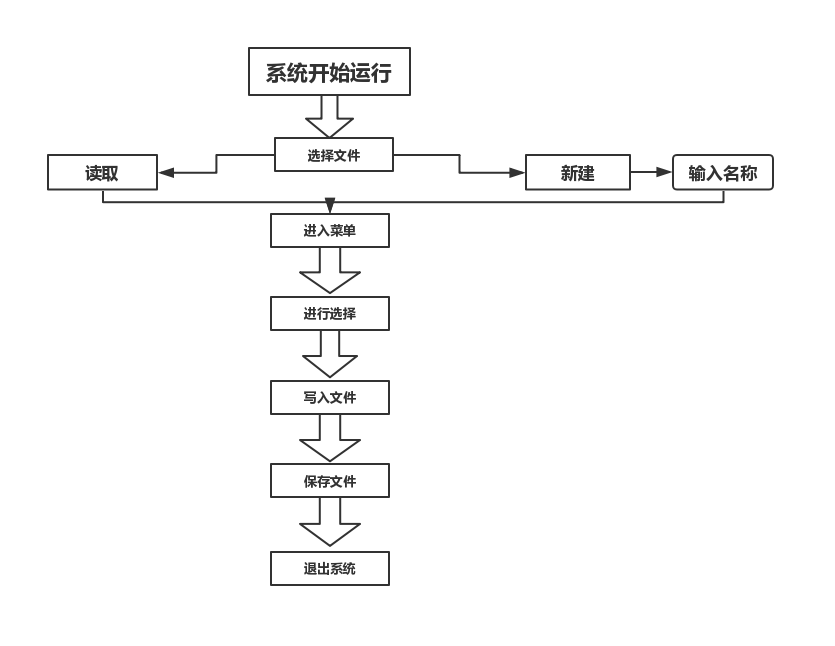 系统开始运行
选择文件
读取
新建
输入名称
进入菜单
进行选择
写入文件
保存文件
退出系统